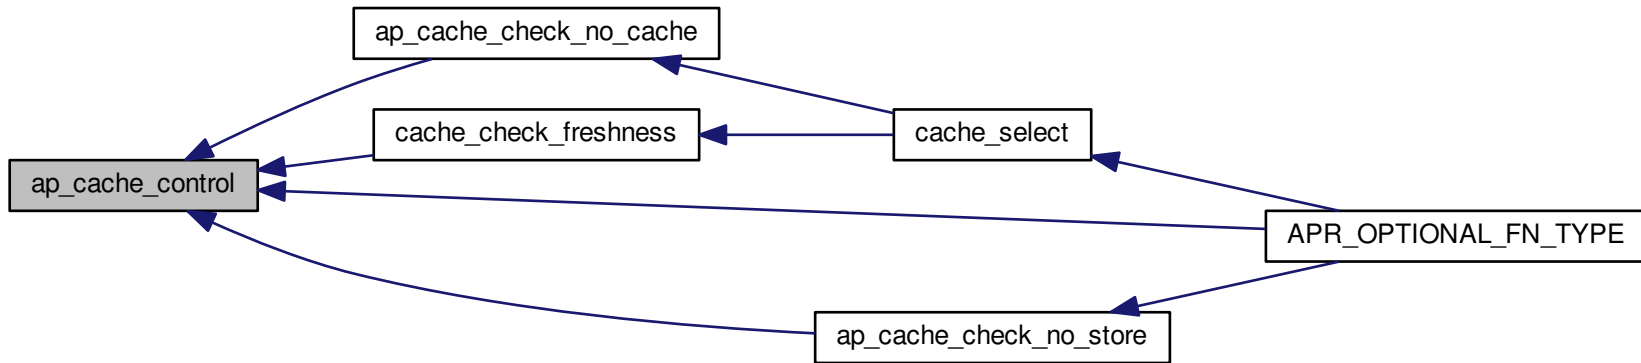 ap_cache_check_no_cache
cache_check_freshness
cache_select
ap_cache_control
APR_OPTIONAL_FN_TYPE
ap_cache_check_no_store